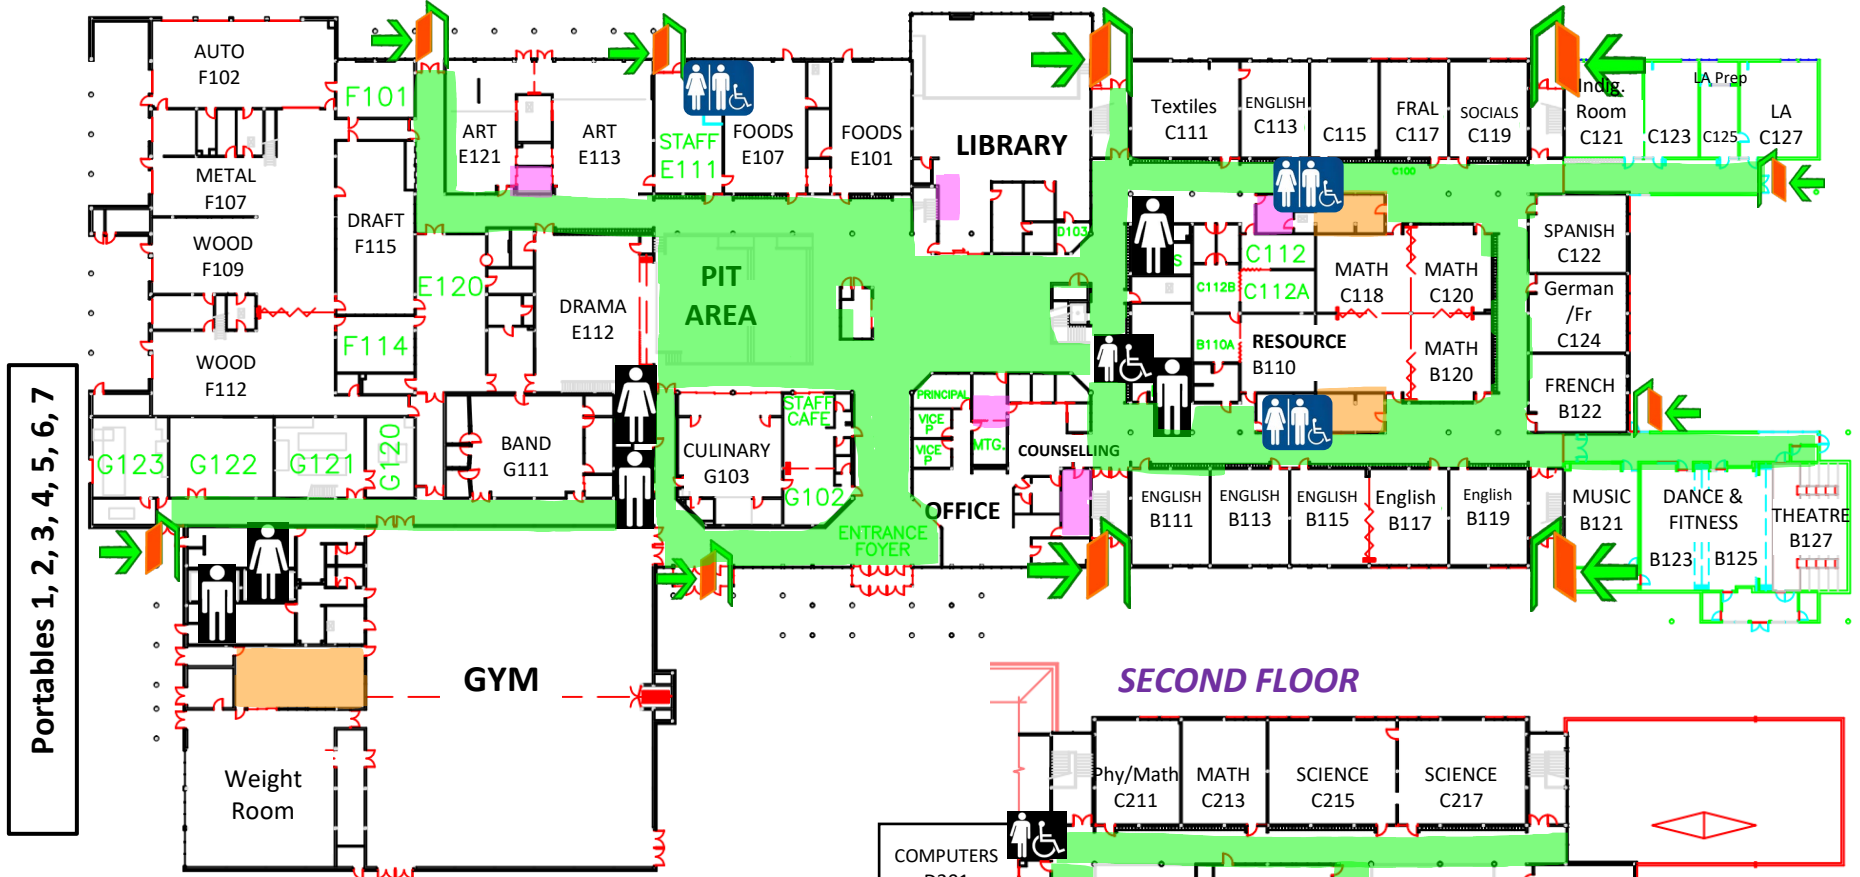 AUTO
F102
F101
METAL
F107
WOOD
F109
DRAFT
F115
WOOD
F112
F114
ART
E121
ART
E113
STAFF
E111
FOODS
E107
FOODS
E101
LIBRARY
D103
E120
DRAMA
E112
PIT
AREA
Textiles
C111
ENGLISH
C113
C115
FRAL
C117
SOCIALS
C119
Indig.
Room
C121
C123
LA Prep
C125
LA
C127
C100
C112
C112B
C112A
B110A
MATH
C118
MATH
C120
RESOURCE
B110
MATH
B120
SPANISH
C122
German
/Fr
C124
FRENCH
B122
G123
G122
G121
G120
BAND
G111
CULINARY
G103
STAFF
CAFE
G102
ENTRANCE
FOYER
PRINCIPAL
VICE
P
VICE
P
MTG.
COUNSELLING
OFFICE
ENGLISH
B111
ENGLISH
B113
ENGLISH
B115
English
B117
English
B119
MUSIC
B121
DANCE &
FITNESS
B123
B125
THEATRE
B127
Portables 1, 2, 3, 4, 5, 6, 7
GYM
Weight
Room
SECOND FLOOR
Phy/Math
C211
MATH
C213
SCIENCE
C215
SCIENCE
C217
COMPUTERS